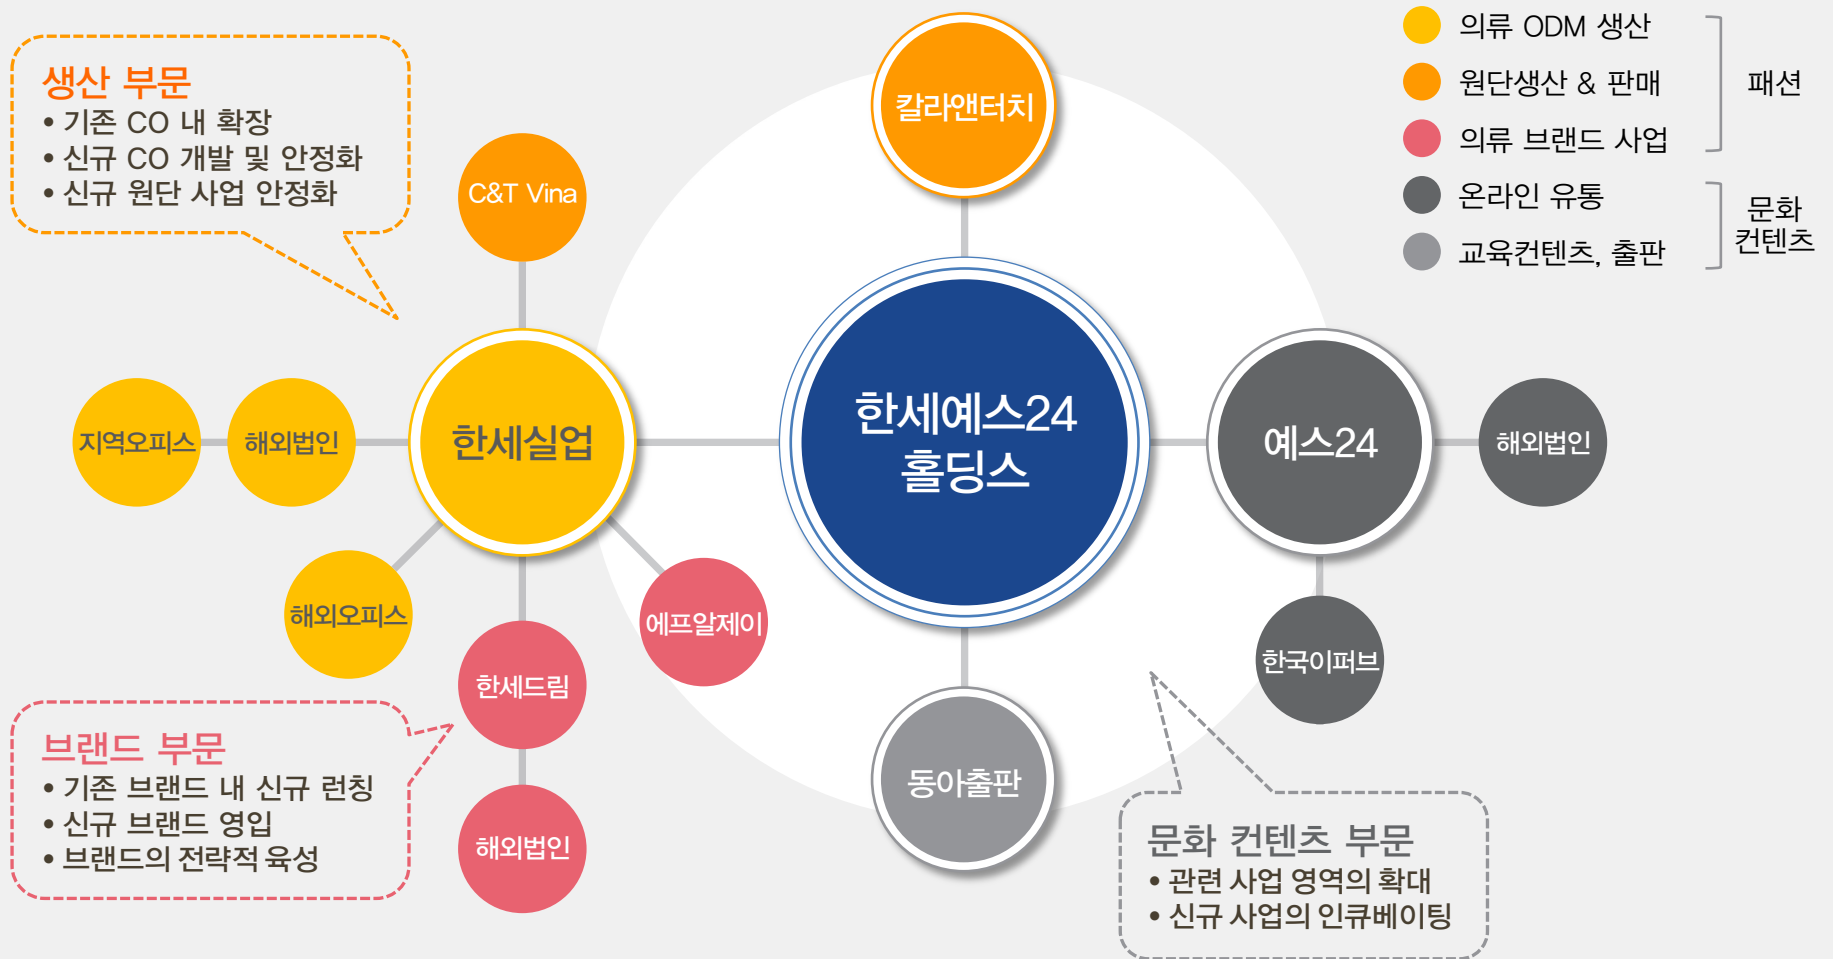 생산 부문
• 기존 CO 내 확장
• 신규 CO 개발 및 안정화
• 신규 원단 사업 안정화
칼라앤터치
의류 ODM 생산
원단생산 & 판매
의류 브랜드 사업
패션
온라인 유통
교육컨텐츠, 출판
문화
컨텐츠
C&T Vina
지역오피스
해외법인
한세실업
한세예스24
홀딩스
예스24
해외법인
해외오피스
에프알제이
한세드림
한국이퍼브
해외법인
동아출판
브랜드 부문
• 기존 브랜드 내 신규 런칭
• 신규 브랜드 영입
• 브랜드의 전략적 육성
문화 컨텐츠 부문
• 관련 사업 영역의 확대
• 신규 사업의 인큐베이팅